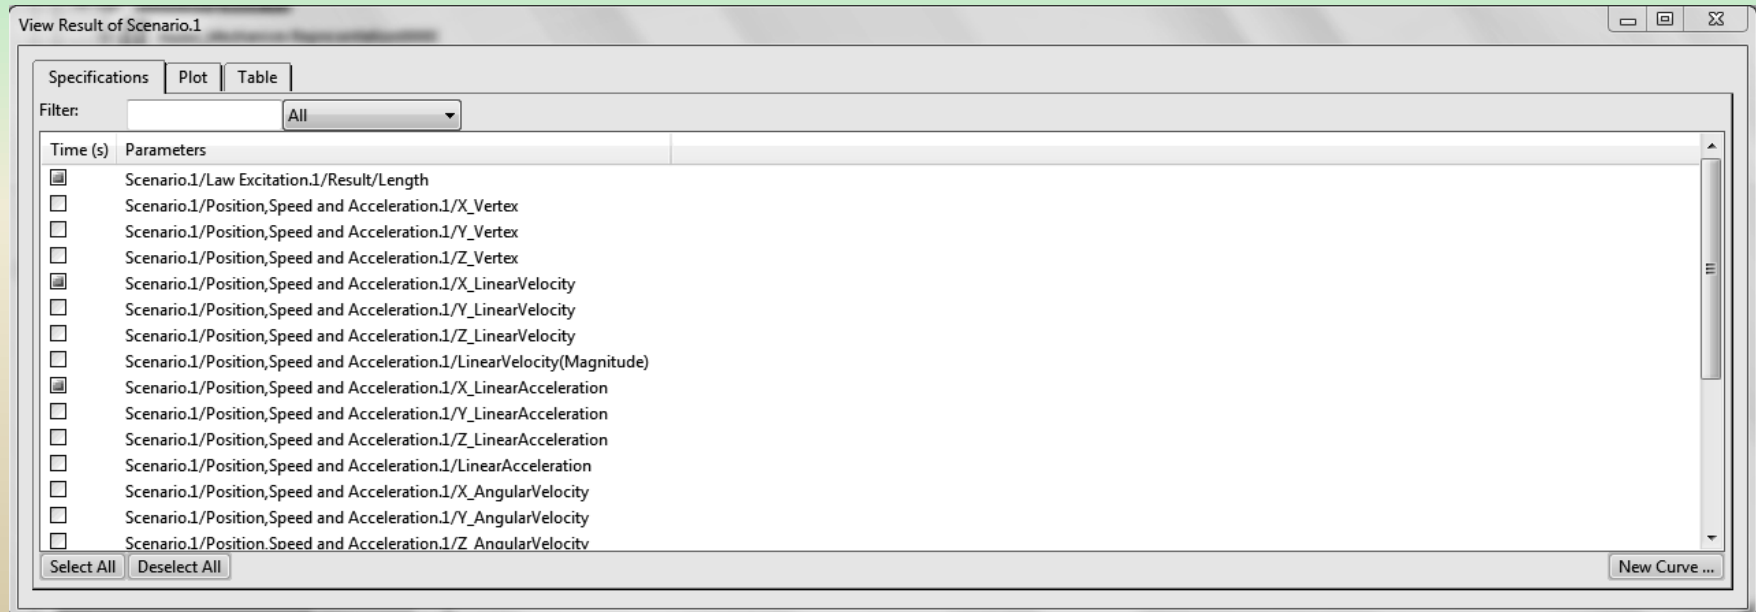 View Result of Scenario.1
Specifications Plot Table
Filter: All
Time (s) Parameters
Scenario.1/Law Excitation.1/Result/Length
Scenario.1/Position,Speed and Acceleration.1/X_Vertex
Scenario.1/Position,Speed and Acceleration.1/Y_Vertex
Scenario.1/Position,Speed and Acceleration.1/Z_Vertex
Scenario.1/Position,Speed and Acceleration.1/X_LinearVelocity
Scenario.1/Position,Speed and Acceleration.1/Y_LinearVelocity
Scenario.1/Position,Speed and Acceleration.1/Z_LinearVelocity
Scenario.1/Position,Speed and Acceleration.1/LinearVelocity(Magnitude)
Scenario.1/Position,Speed and Acceleration.1/X_LinearAcceleration
Scenario.1/Position,Speed and Acceleration.1/Y_LinearAcceleration
Scenario.1/Position,Speed and Acceleration.1/Z_LinearAcceleration
Scenario.1/Position,Speed and Acceleration.1/LinearAcceleration
Scenario.1/Position,Speed and Acceleration.1/X_AngularVelocity
Scenario.1/Position,Speed and Acceleration.1/Y_AngularVelocity
Scenario.1/Position,Speed and Acceleration.1/Z_AngularVelocity
Select All Deselect All New Curve ...